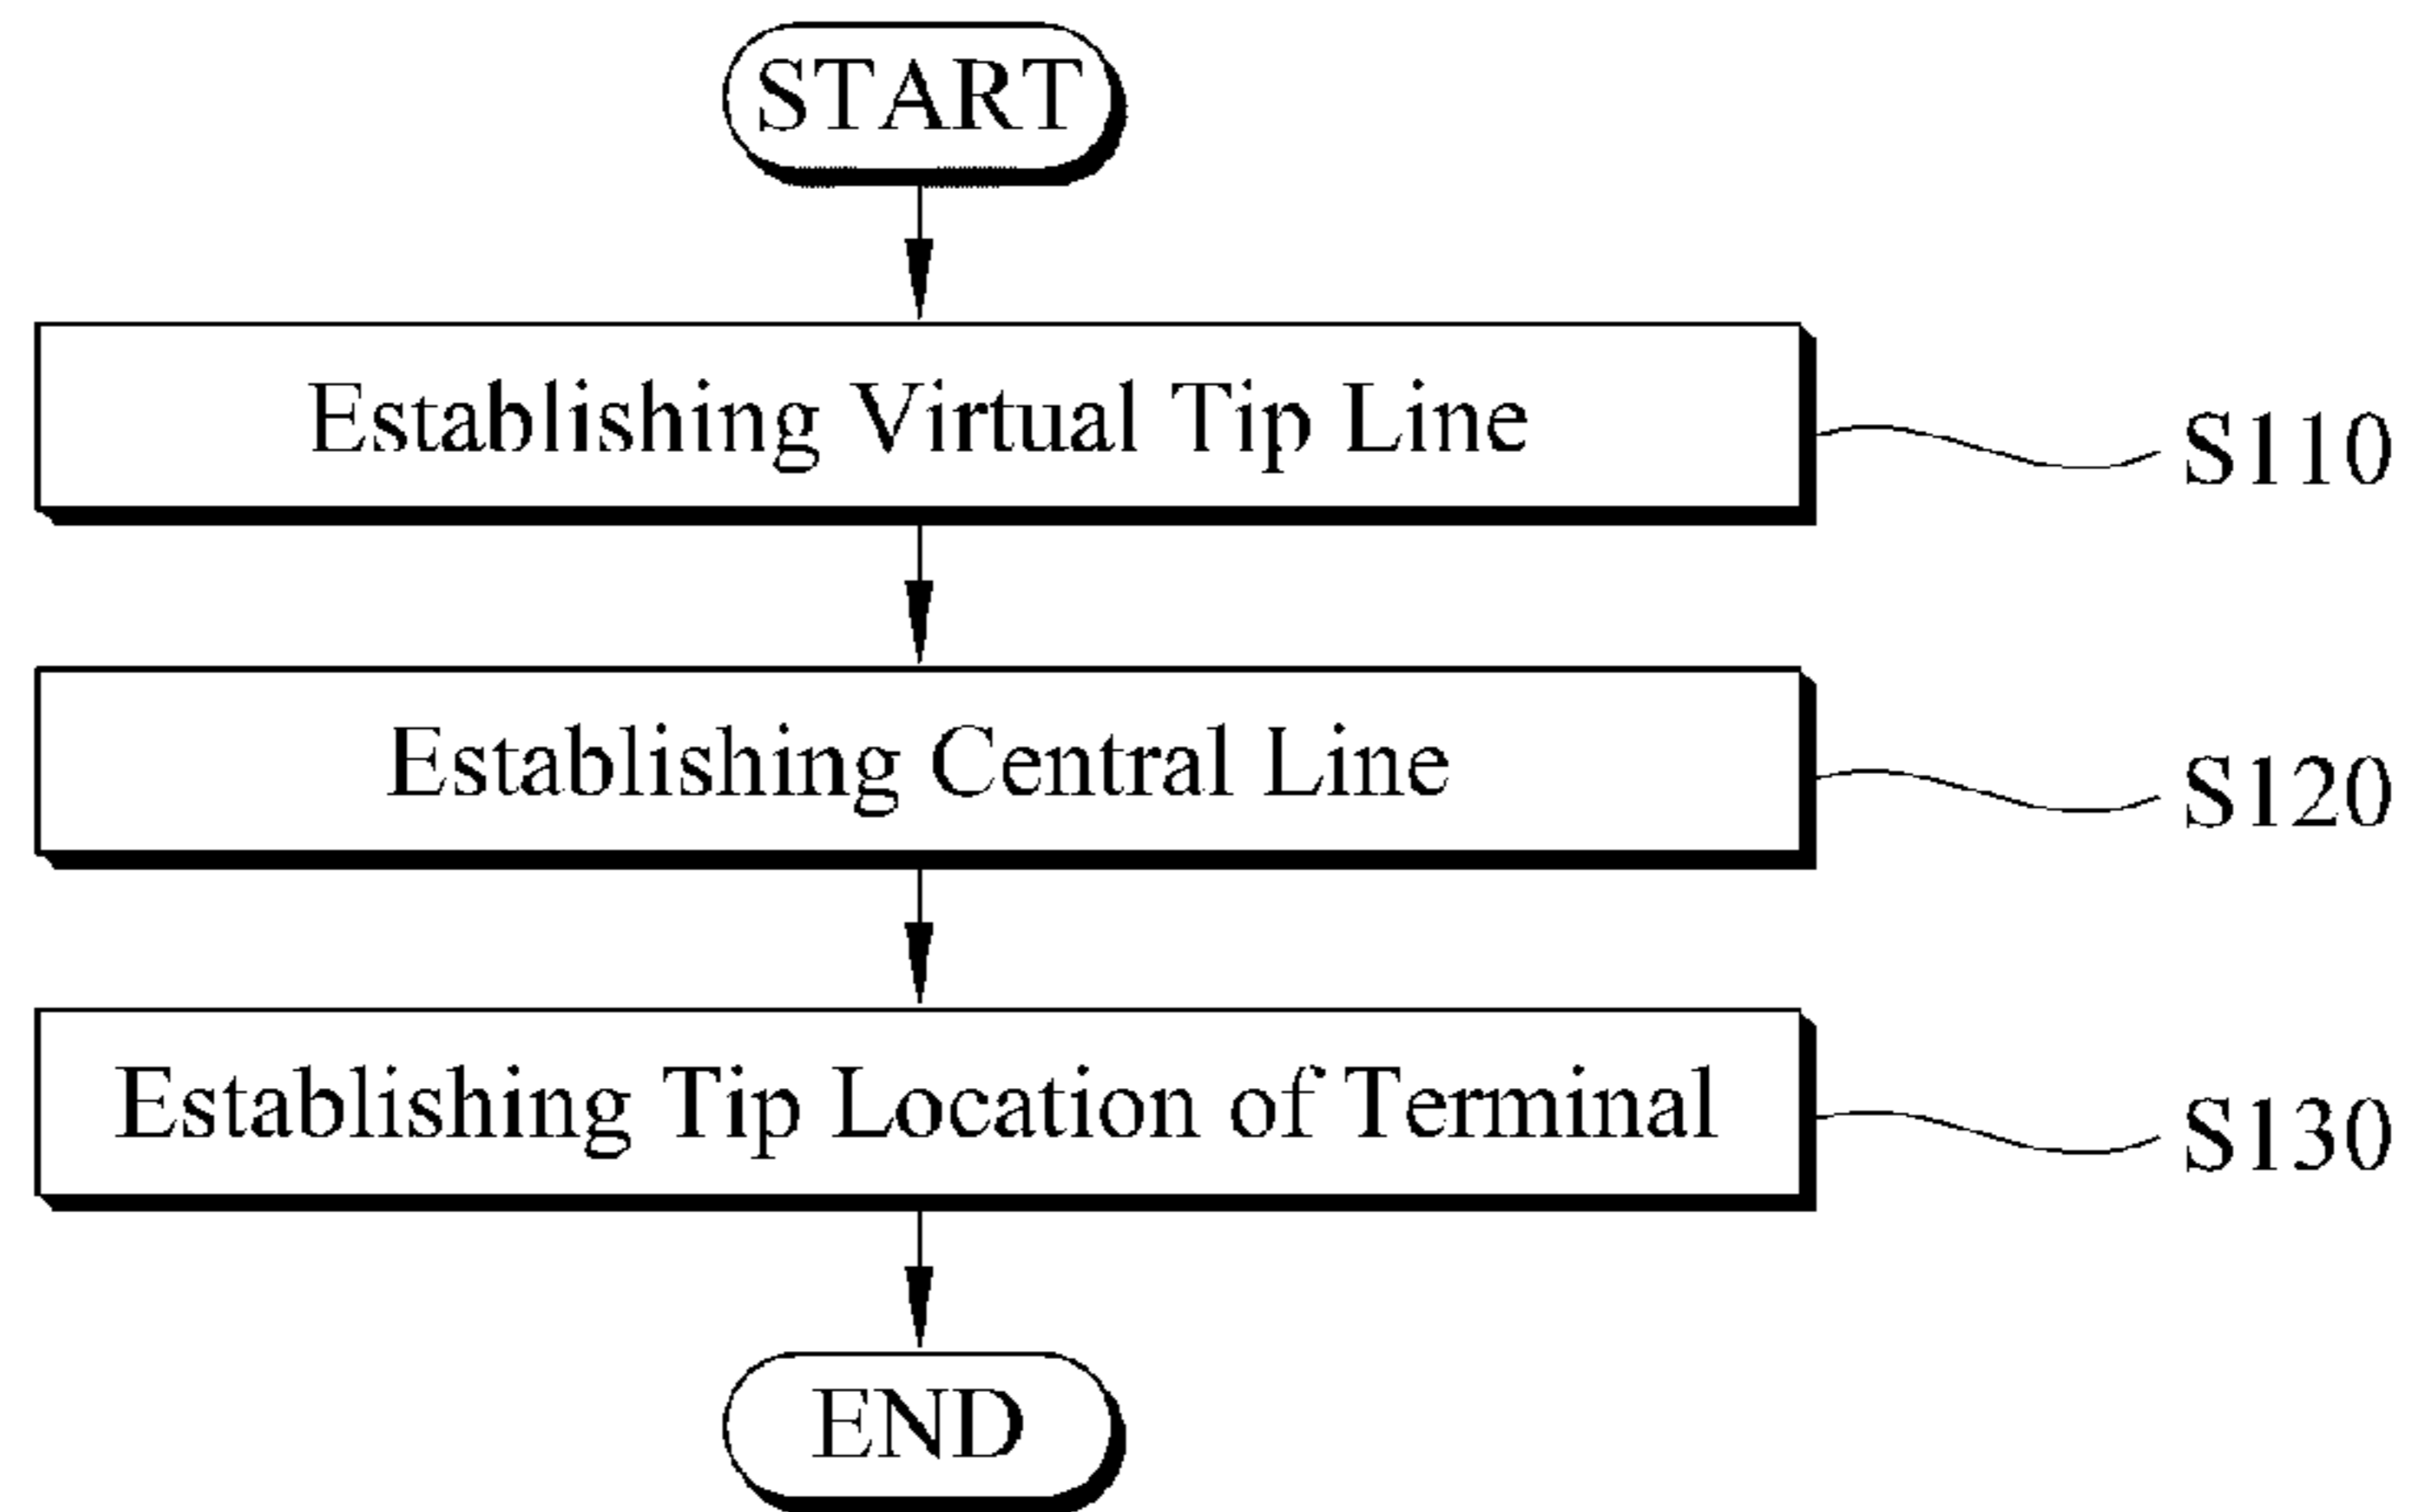 START
Establishing Virtual Tip Line
S110
Establishing Central Line
S120
Establishing Tip Location of Terminal
S130
END